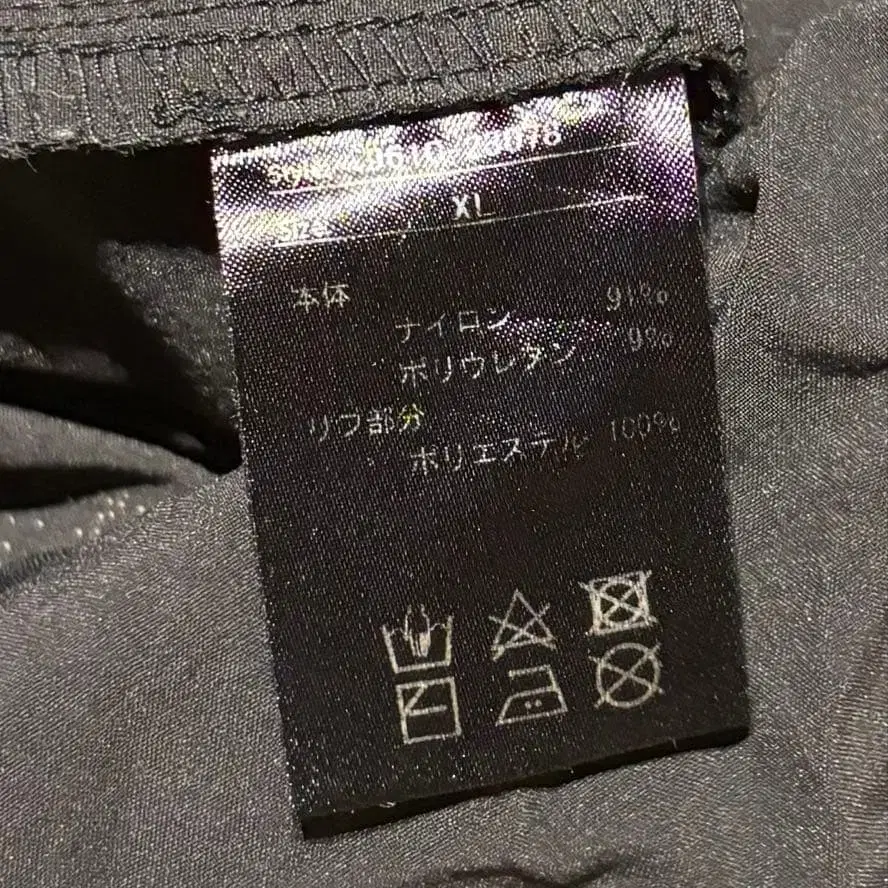 Style
Size XL
本体
ナイロン 91%
ポリウレタン 9%
リブ部分
ポリエステル 100%